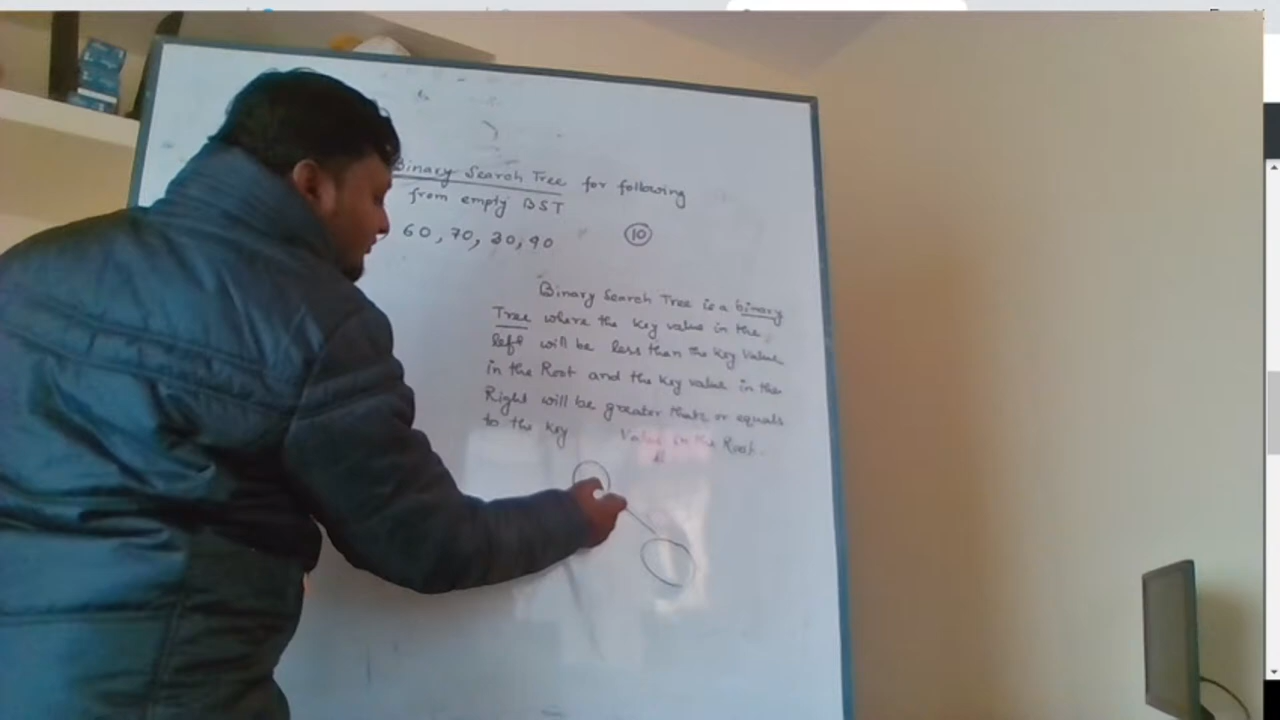 Binary Search Tree for following
from empty BST
60, 70, 30, 90
10
Binary Search Tree is a binary
Tree where the key value in the
left will be less than the key value
in the Root and the key value in the
Right will be greater than or equals
to the key Value in the Root.